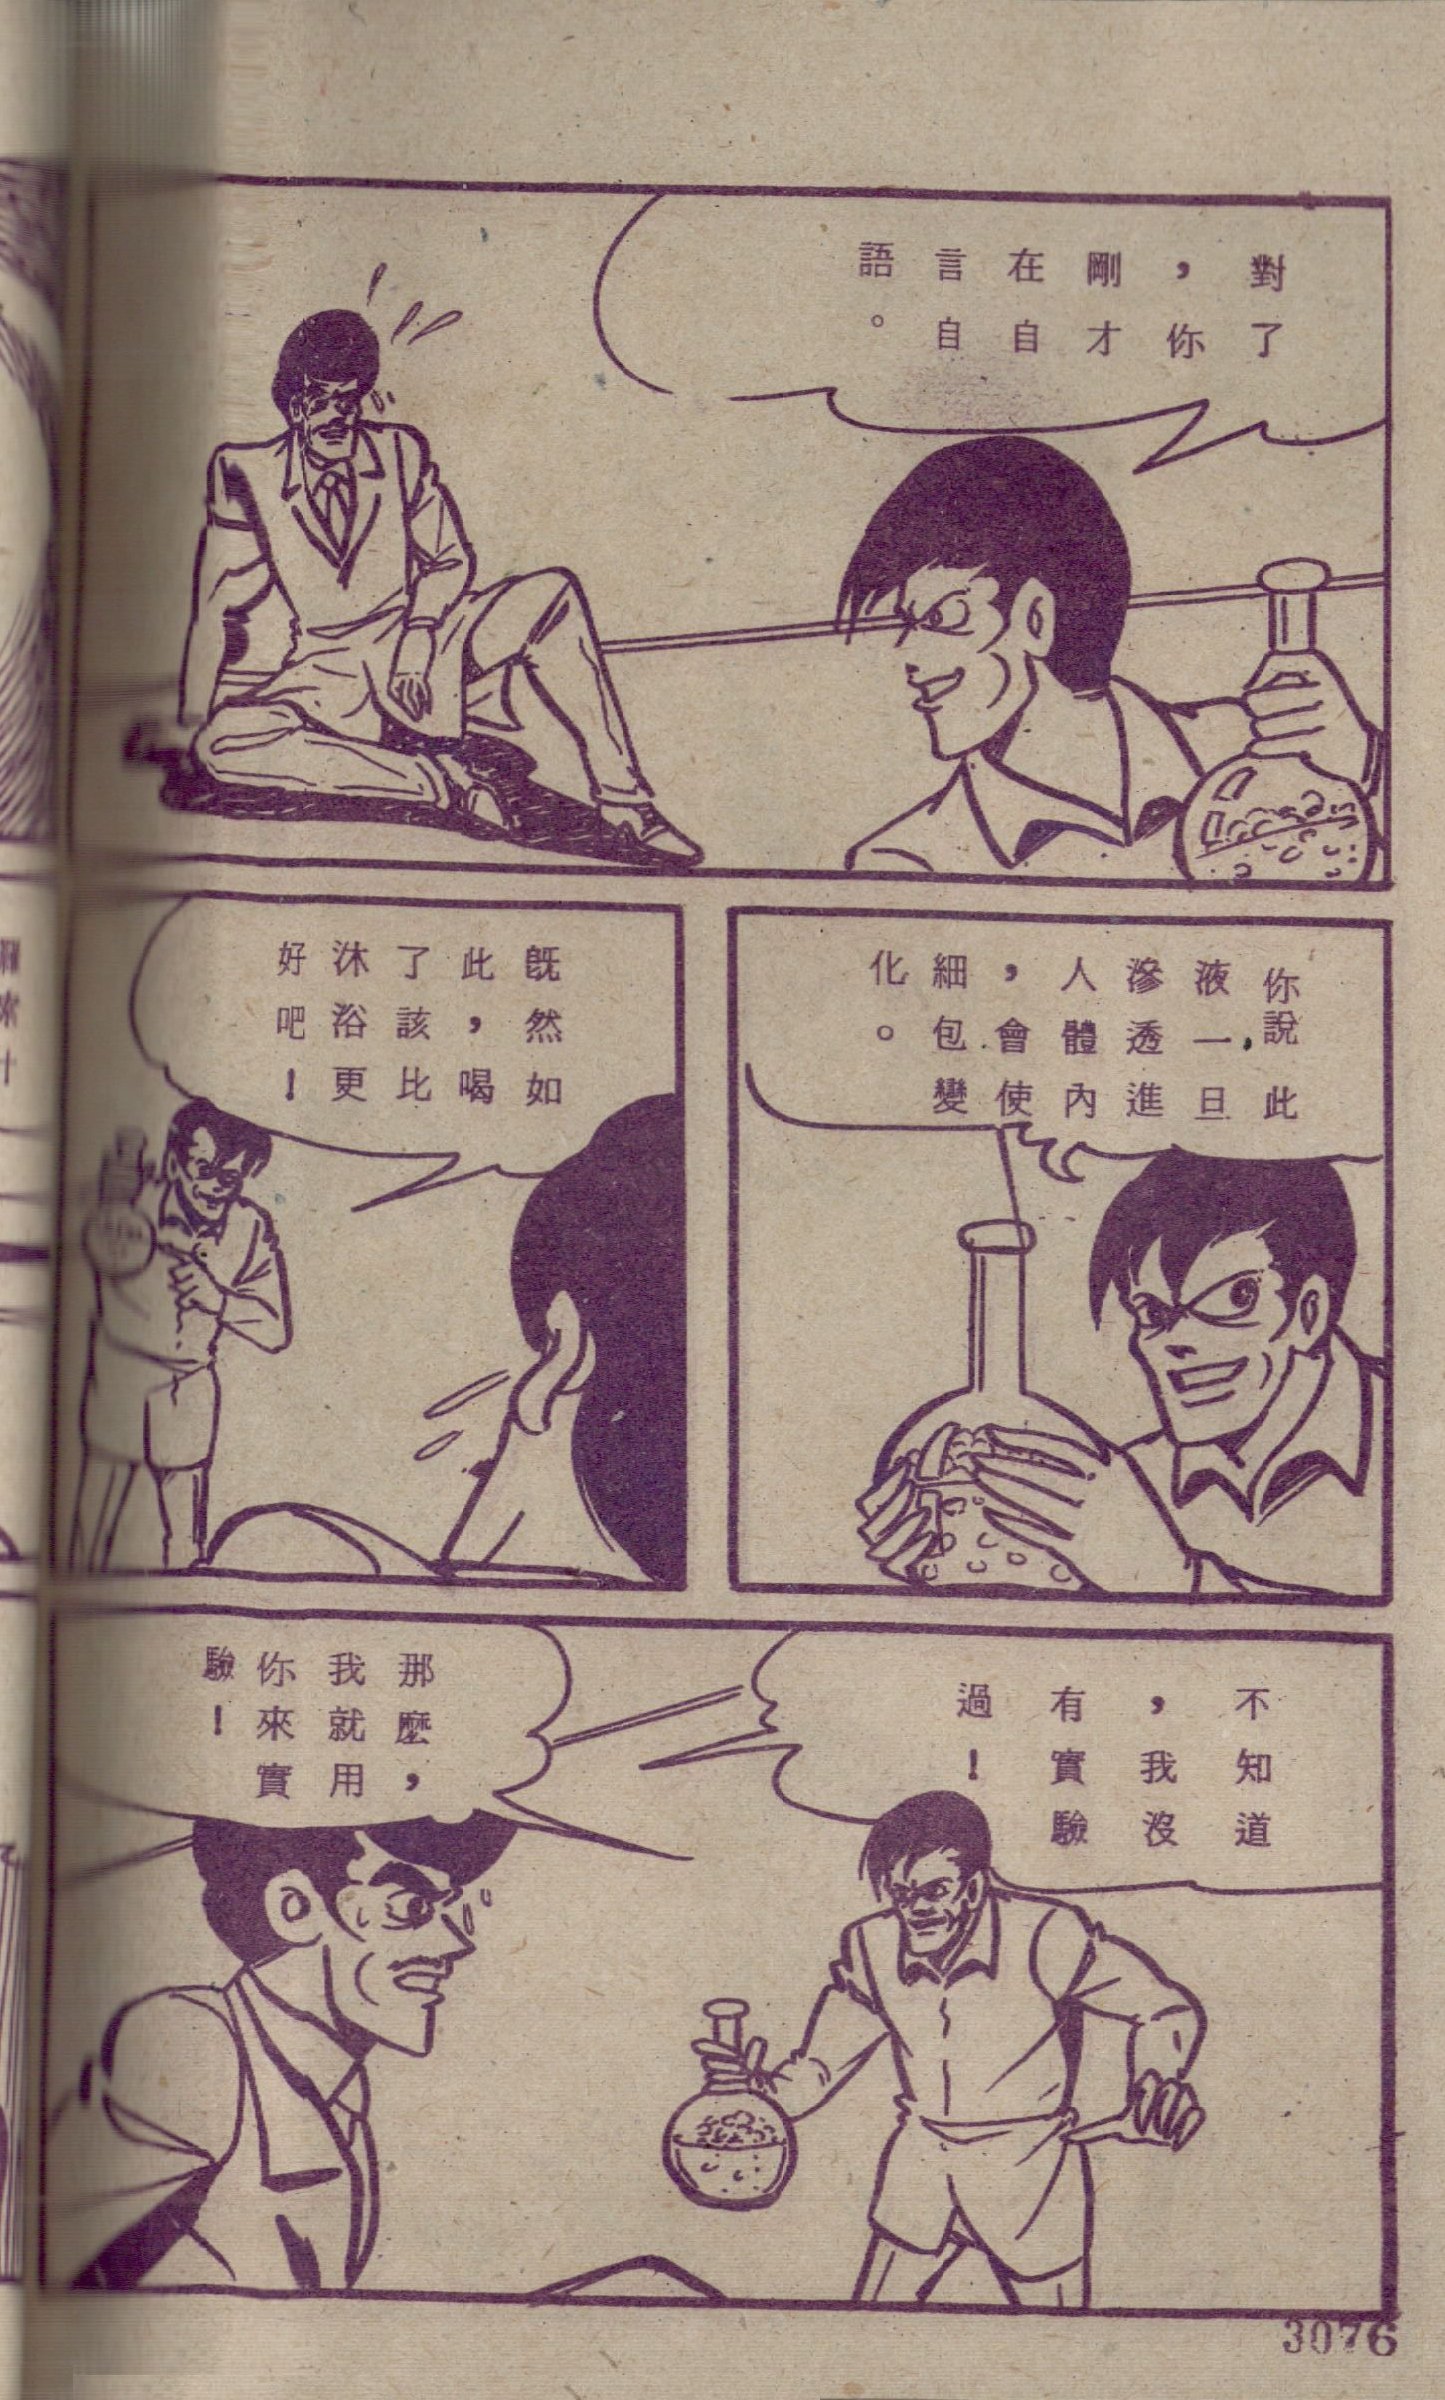 對了
，你
剛才
在自
言自
語。
你說此
液一旦
滲透進
人體內
，會使
細包變
化。
既然如
此，喝
了該比
沐浴更
好吧！
不知道
，我沒
有實驗
過！
那麼，
我就用
你來實
驗！
3076